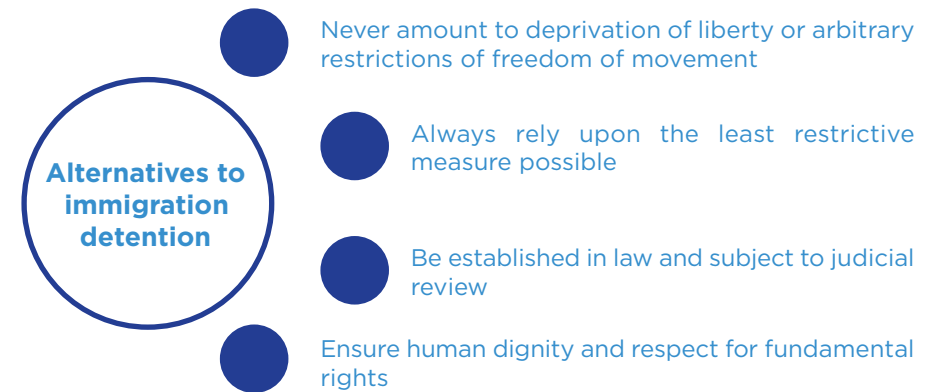 Never amount to deprivation of liberty or arbitrary
restrictions of freedom of movement
Always rely upon the least restrictive
measure possible
Alternatives to
immigration
detention
Be established in law and subject to judicial
review
Ensure human dignity and respect for fundamental
rights